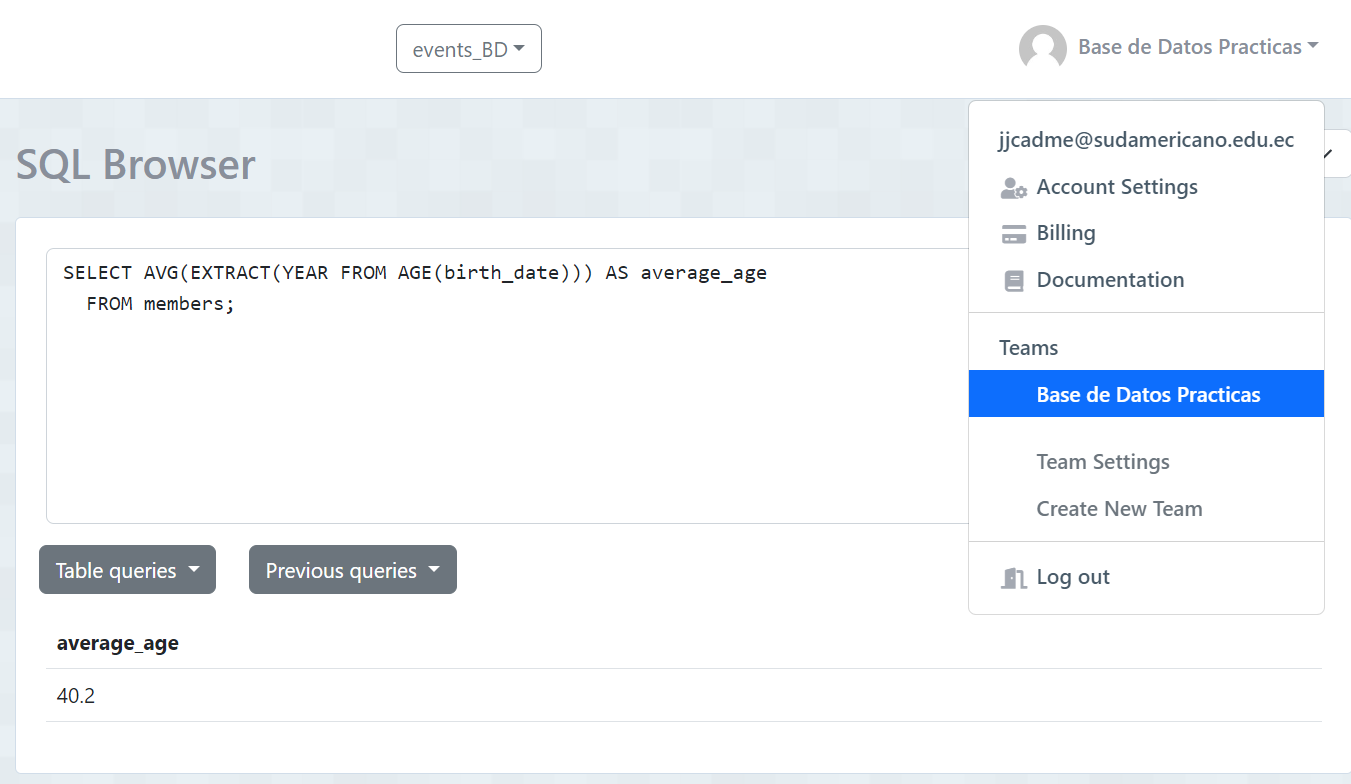 events_BD
Base de Datos Practicas
SQL Browser
jjcadme@sudamericano.edu.ec
Account Settings
Billing
Documentation
Teams
Base de Datos Practicas
Team Settings
Create New Team
Log out
SELECT AVG(EXTRACT(YEAR FROM AGE(birth_date))) AS average_age
FROM members;
Table queries
Previous queries
average_age
40.2